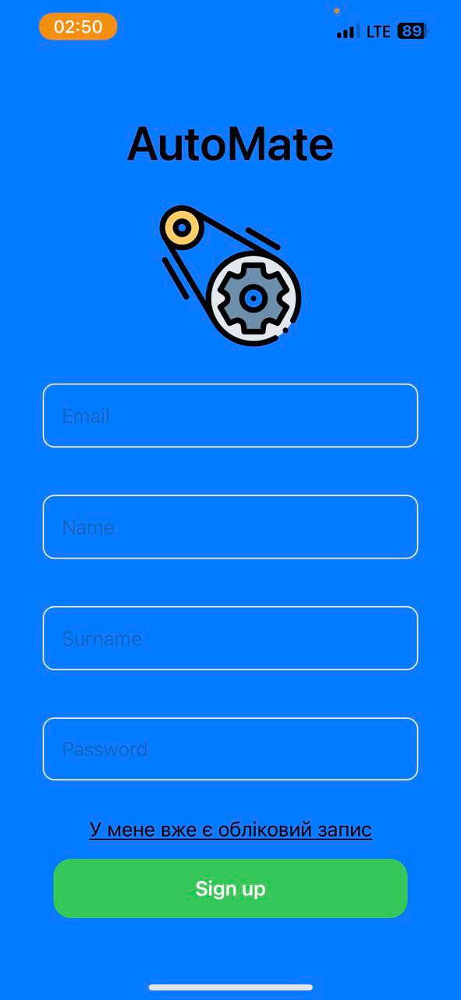 02:50 LTE 89
AutoMate
Email
Name
Surname
Password
У мене вже є обліковий запис
Sign up